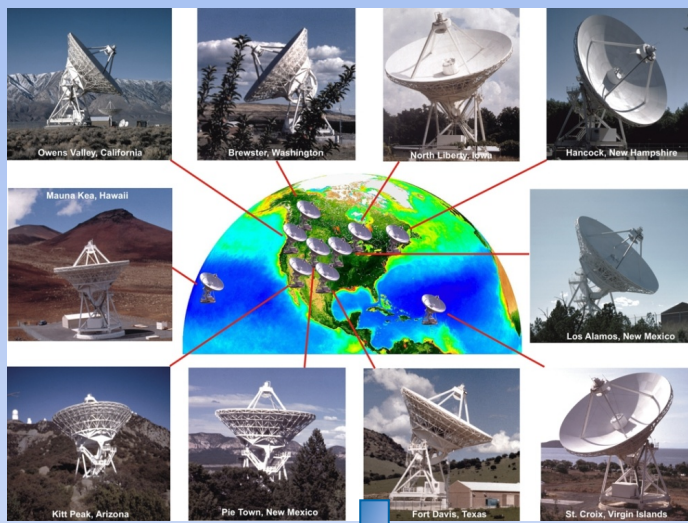 Owens Valley, California
Brewster, Washington
North Liberty, Iowa
Hancock, New Hampshire
Mauna Kea, Hawaii
Los Alamos, New Mexico
Kitt Peak, Arizona
Pie Town, New Mexico
Fort Davis, Texas
St. Croix, Virgin Islands